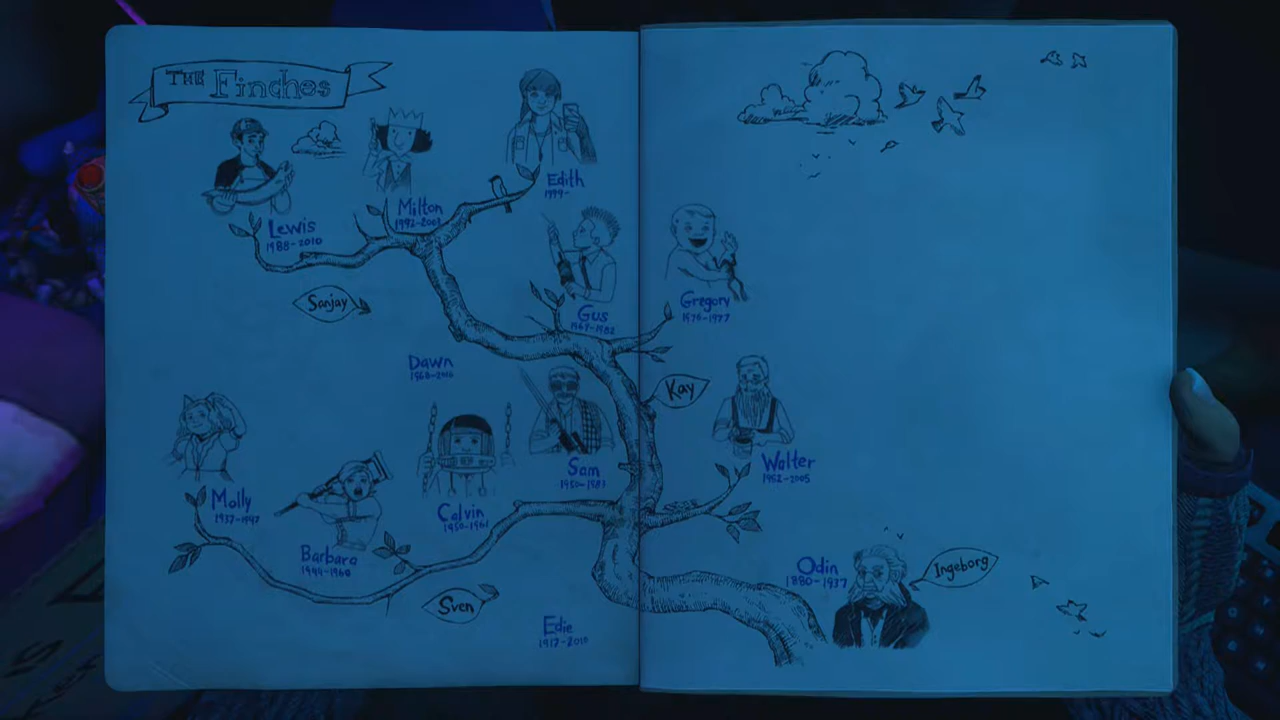 THE Finches
Edith
1999-
Milton
1992-2003
Lewis
1988-2010
Sanjay
Gus
1969-1982
Gregory
1976-1977
Dawn
1968-2016
Kay
Sam
1950-1983
Walter
1952-2005
Molly
1937-1947
Calvin
1950-1961
Barbara
1944-1960
Sven
Odin
1880-1937
Ingeborg
Edie
1917-2010